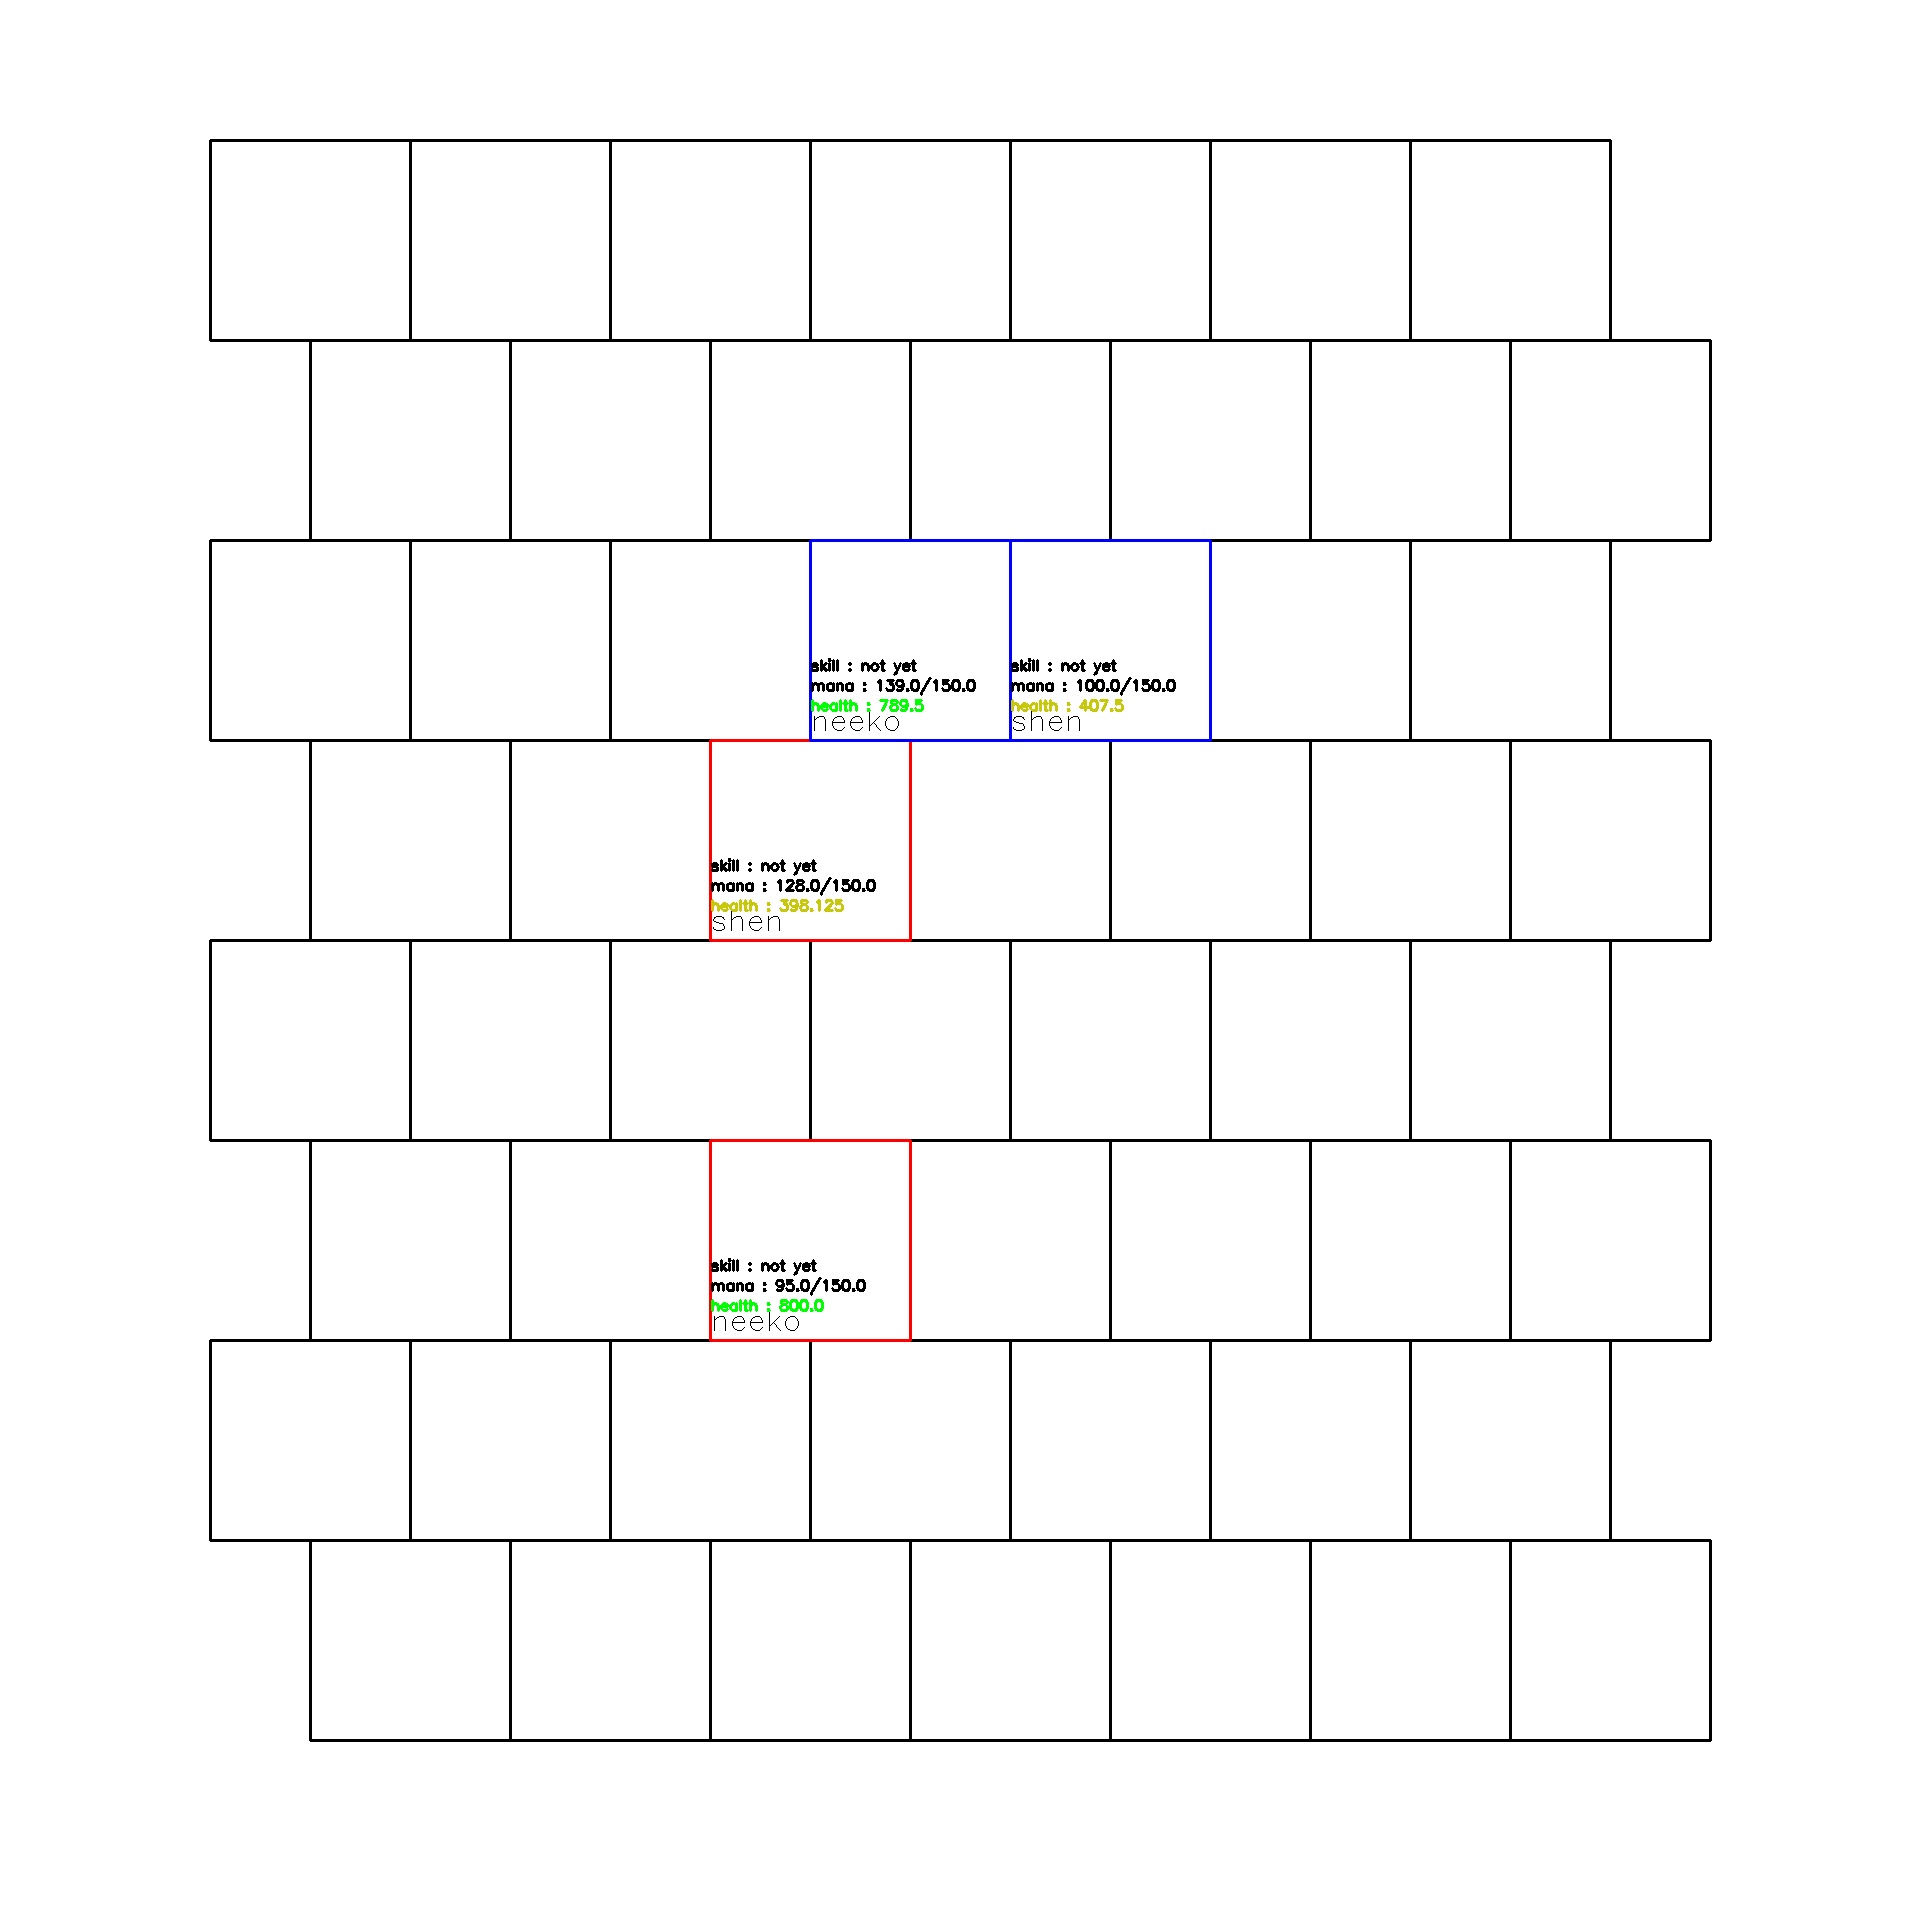 skill : not yet
mana : 139.0/150.0
health : 789.5
neeko
skill : not yet
mana : 100.0/150.0
health : 407.5
shen
skill : not yet
mana : 128.0/150.0
health : 398.125
shen
skill : not yet
mana : 95.0/150.0
health : 800.0
neeko